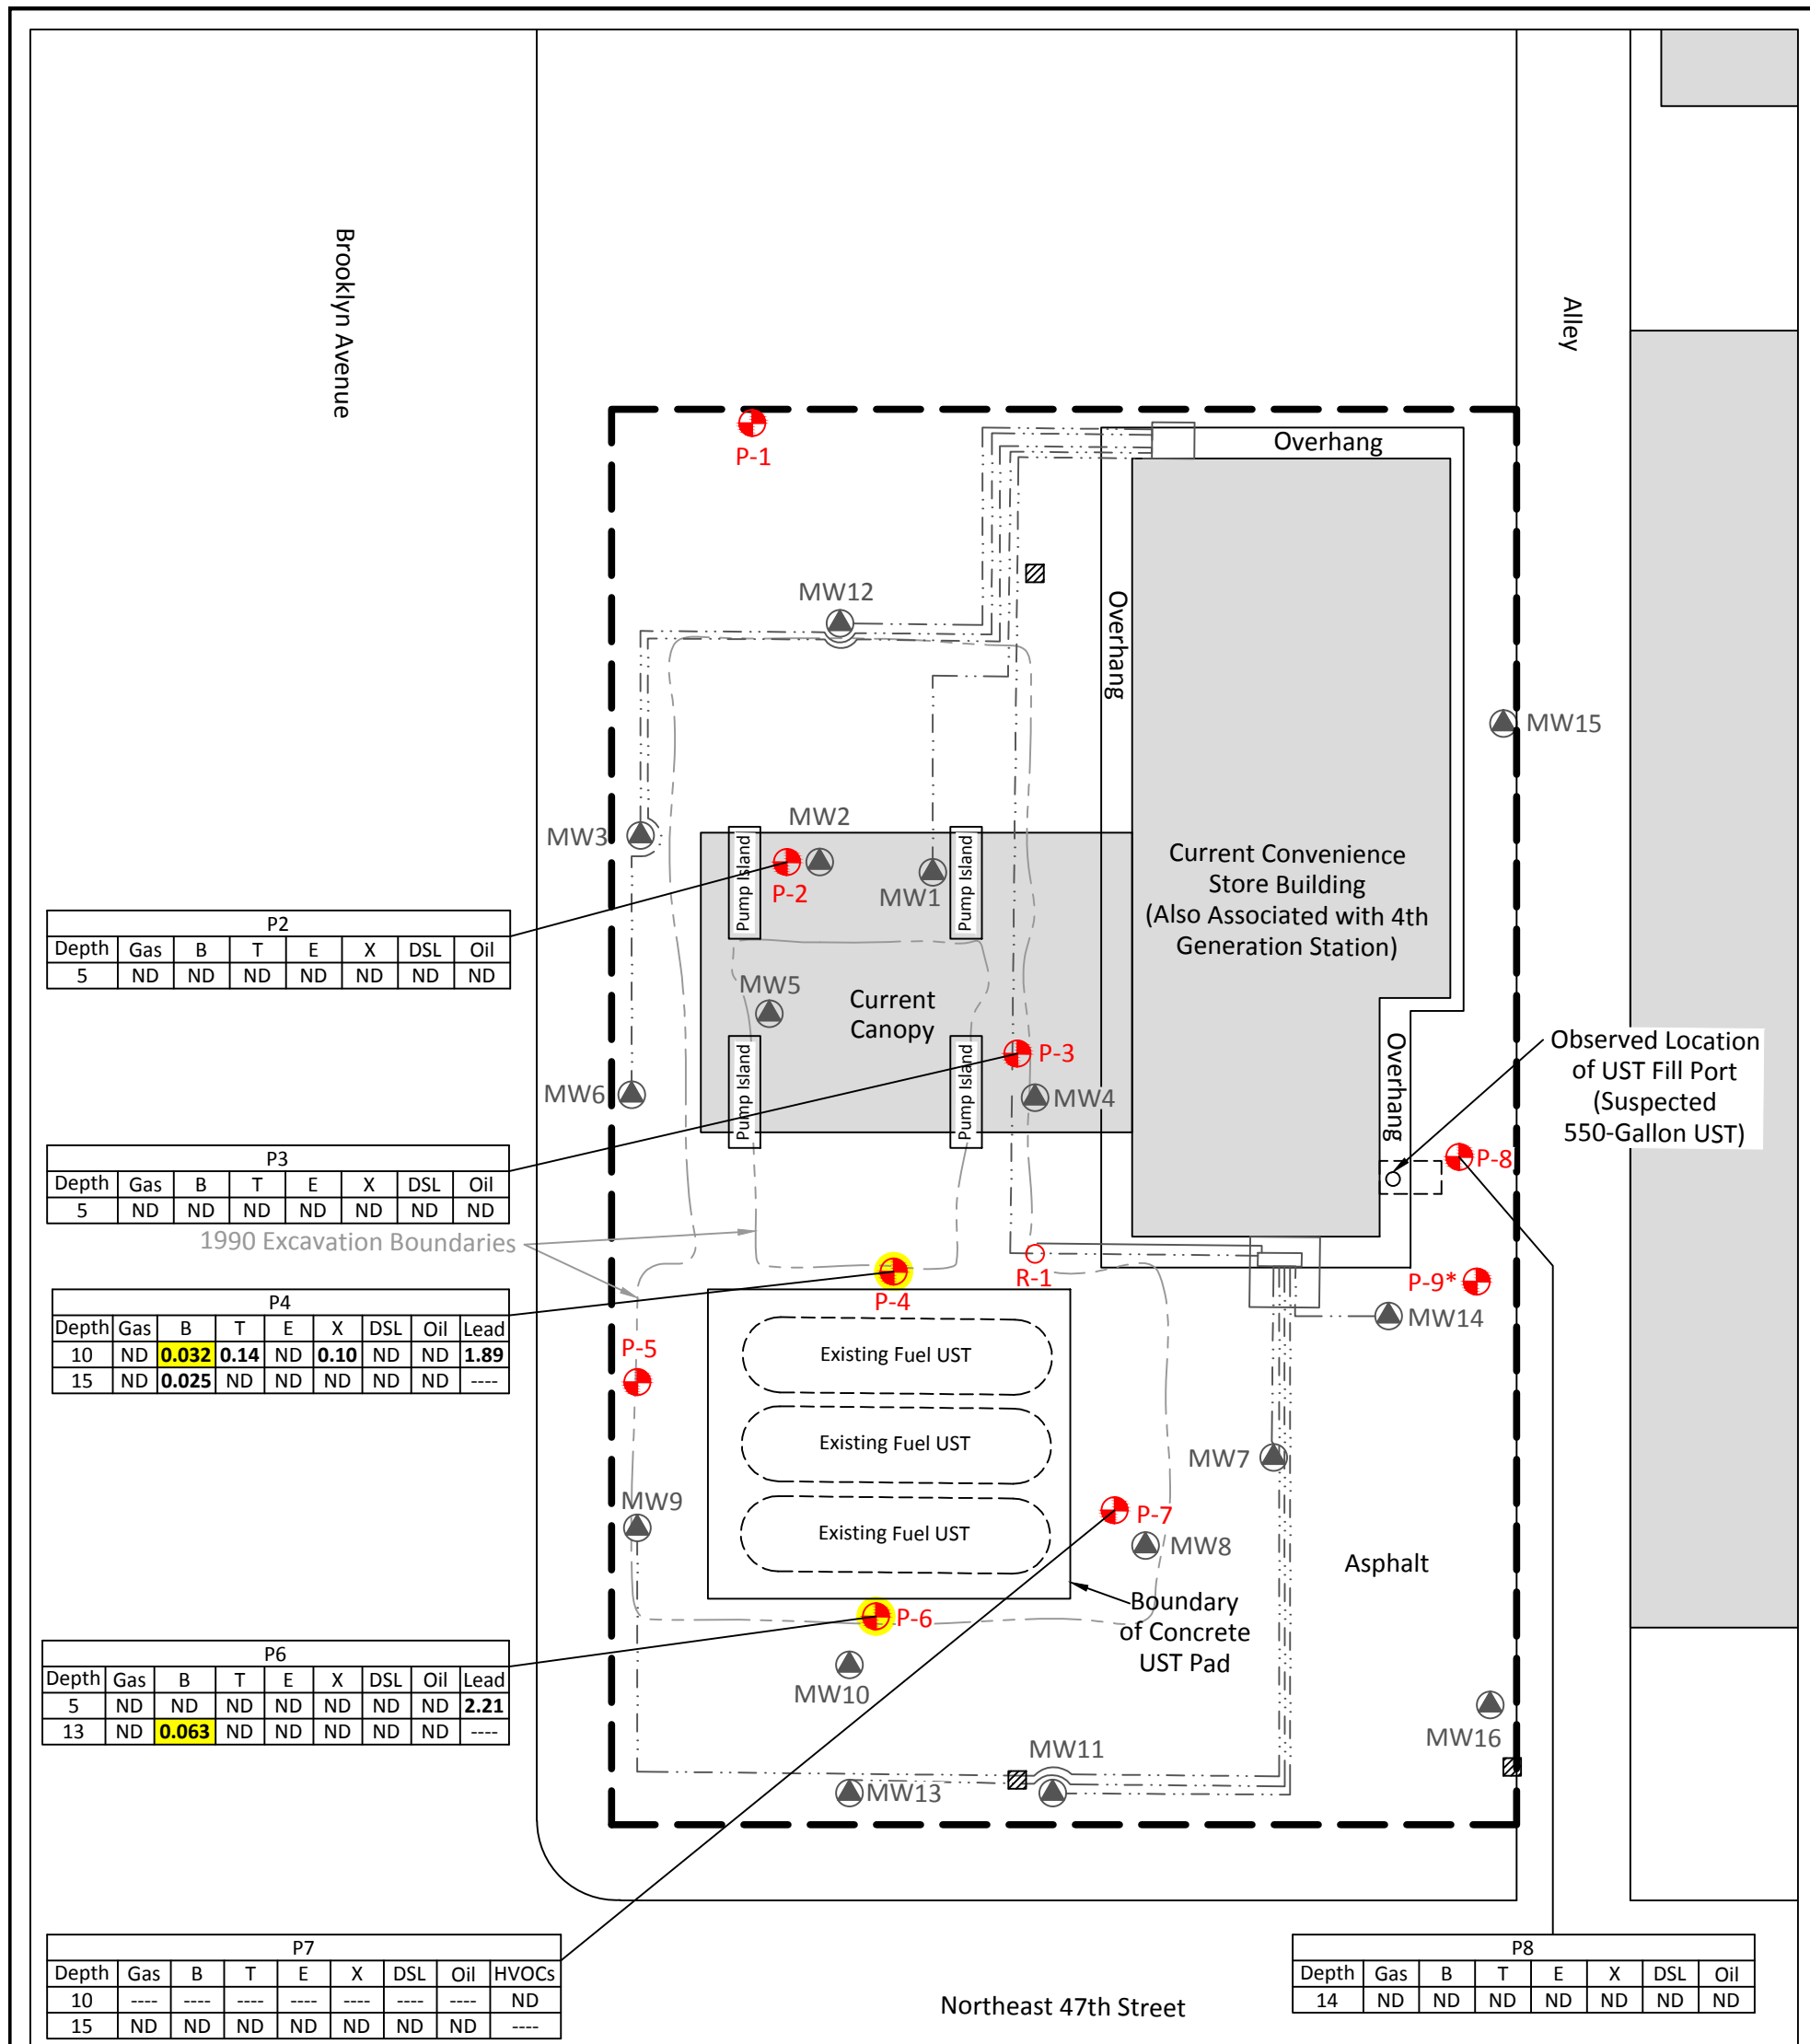 Brooklyn Avenue
Alley
P-1
Overhang
MW12
Overhang
MW15
MW3
MW2
Pump Island
P-2
MW1
Pump Island
Current Convenience
Store Building
(Also Associated with 4th
Generation Station)
P2
Depth Gas B T E X DSL Oil
5 ND ND ND ND ND ND ND
MW5
Current
Canopy
P-3
Pump Island
Pump Island
MW6
MW4
Overhang
Observed Location
of UST Fill Port
(Suspected
550-Gallon UST)
P-8
P3
Depth Gas B T E X DSL Oil
5 ND ND ND ND ND ND ND
1990 Excavation Boundaries
R-1
P-9*
P-4
MW14
P4
Depth Gas B T E X DSL Oil Lead
10 ND 0.032 0.14 ND 0.10 ND ND 1.89
15 ND 0.025 ND ND ND ND ND ----
P-5
Existing Fuel UST
Existing Fuel UST
Existing Fuel UST
MW7
MW9
P-7
MW8
Asphalt
Boundary
of Concrete
UST Pad
P-6
MW10
P6
Depth Gas B T E X DSL Oil Lead
5 ND ND ND ND ND ND ND 2.21
13 ND 0.063 ND ND ND ND ND ----
MW16
MW11
MW13
P7
Depth Gas B T E X DSL Oil HVOCs
10 ---- ---- ---- ---- ---- ---- ---- ND
15 ND ND ND ND ND ND ND ----
Northeast 47th Street
P8
Depth Gas B T E X DSL Oil
14 ND ND ND ND ND ND ND